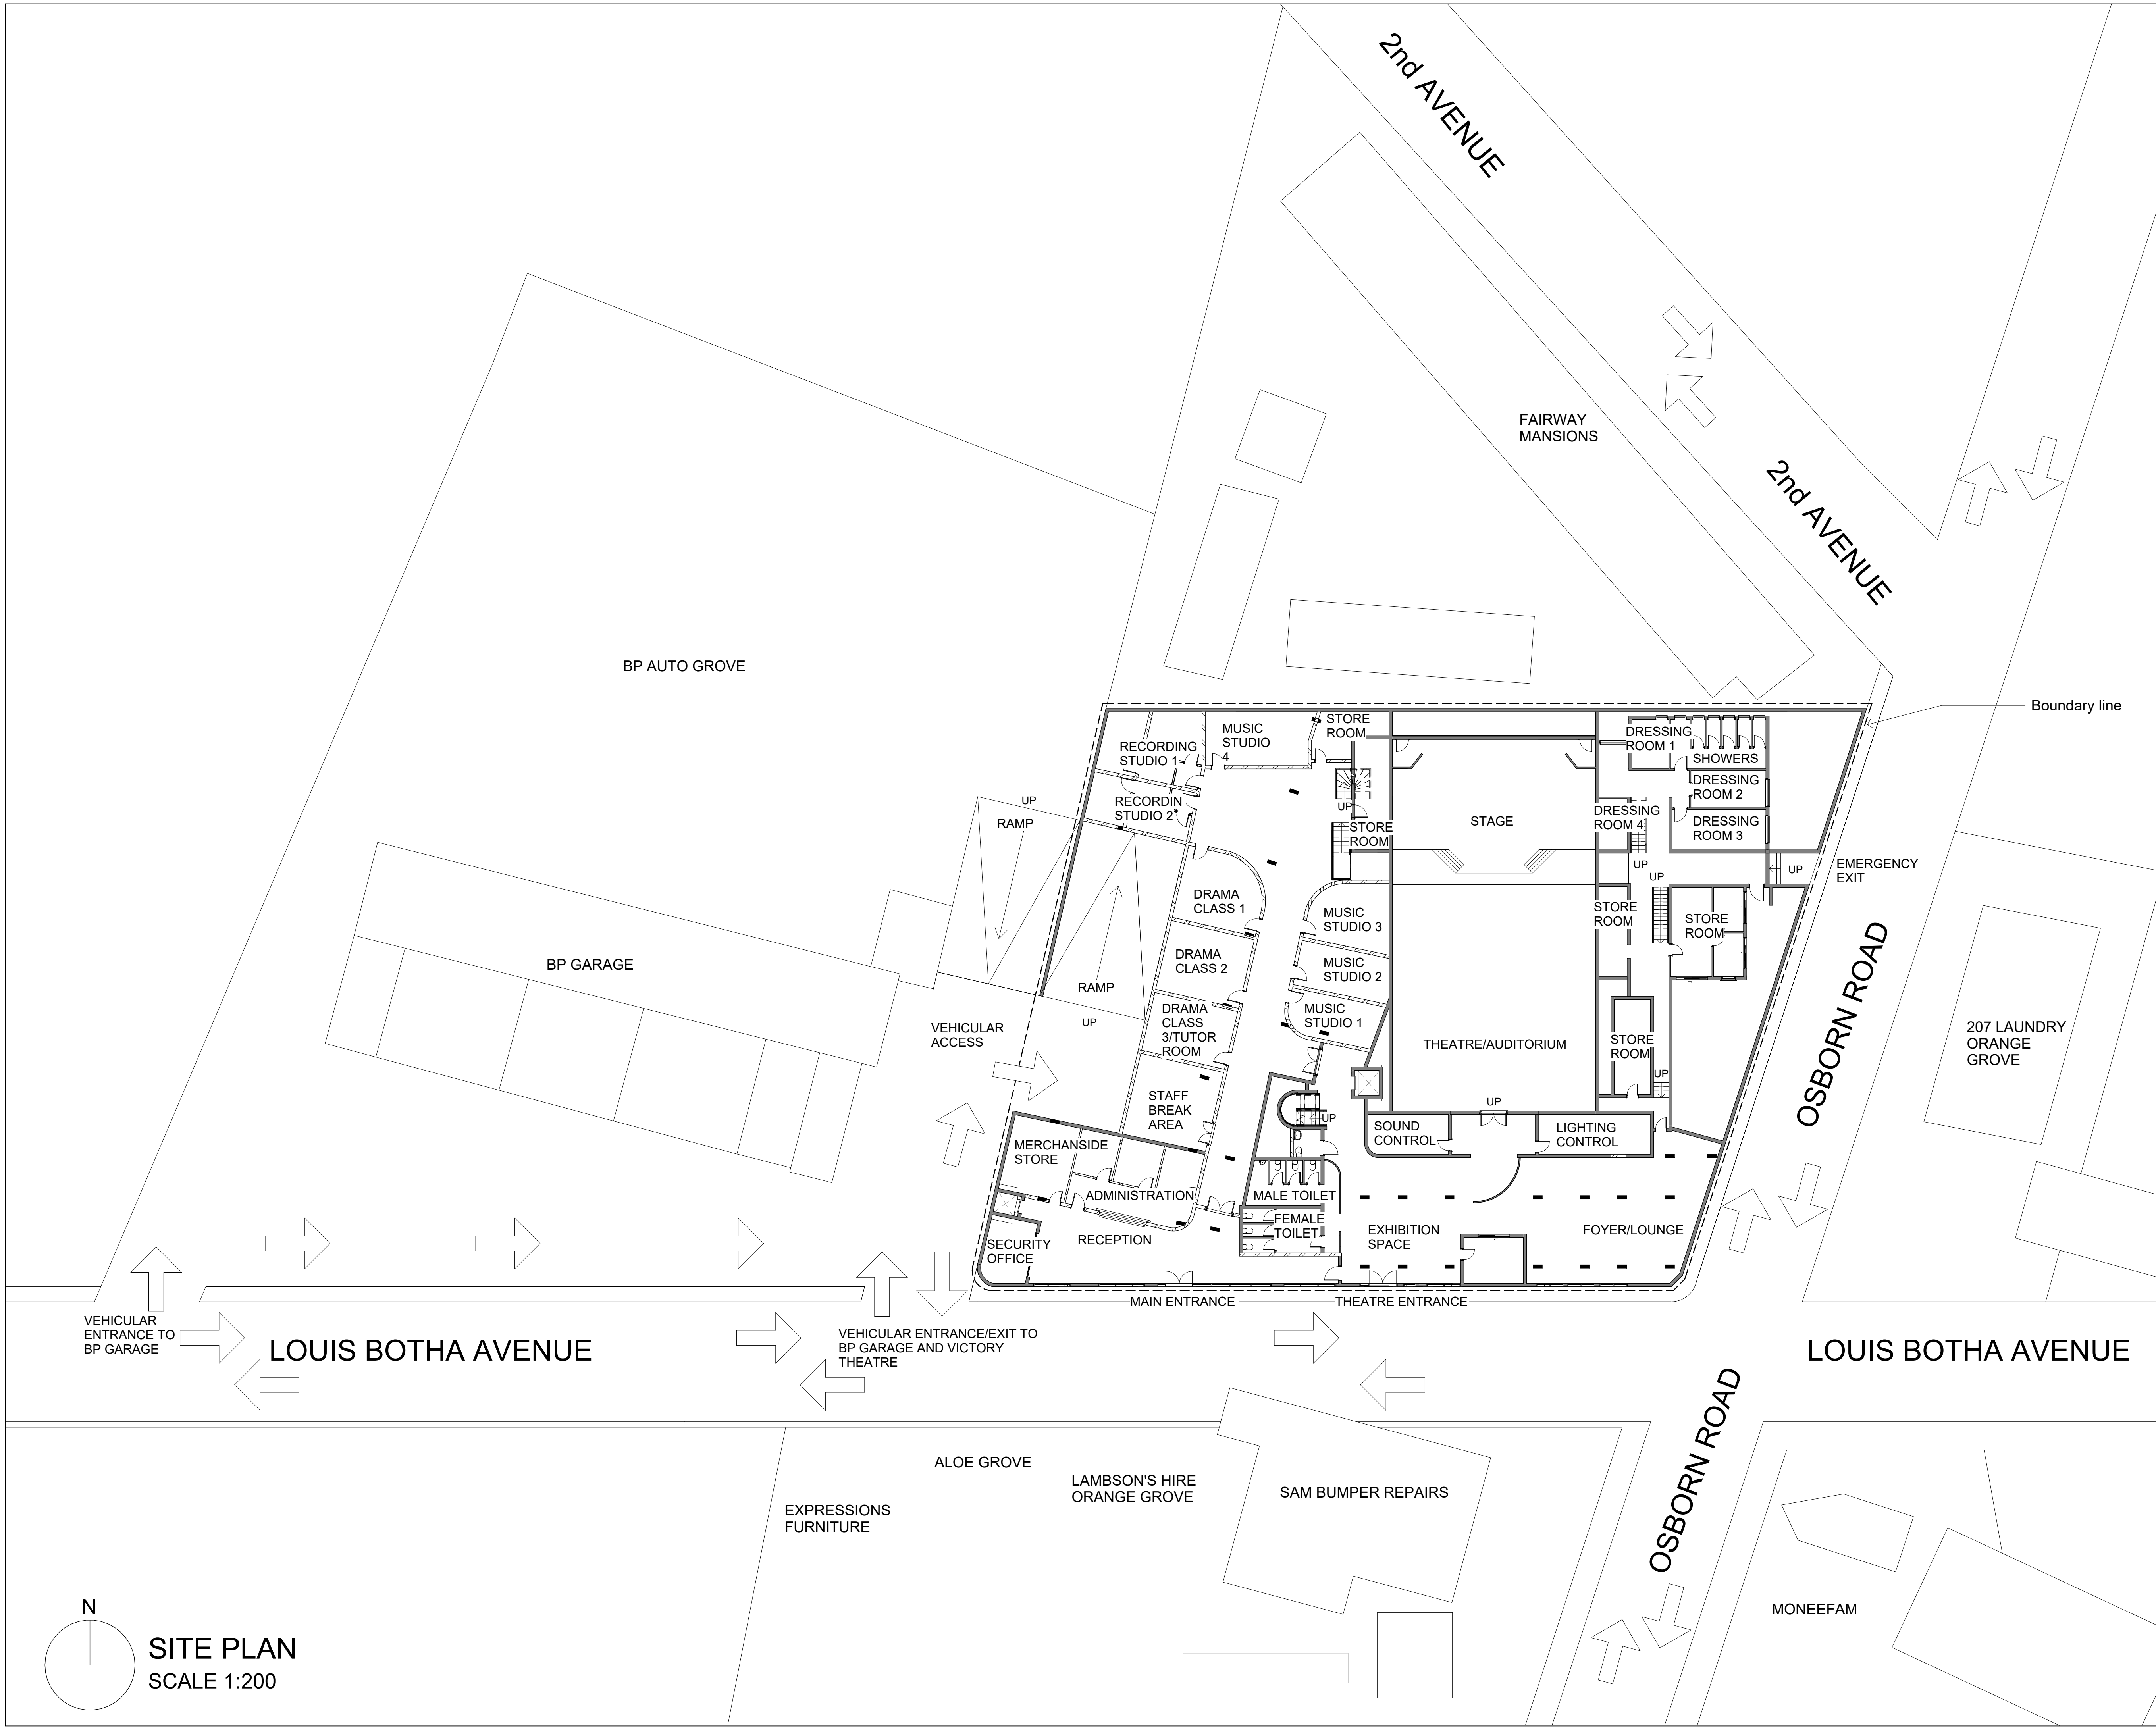 2nd AVENUE
FAIRWAY
MANSIONS
2nd AVENUE
BP AUTO GROVE
Boundary line
RECORDING
STUDIO 1
MUSIC
STUDIO
4
STORE
ROOM
DRESSING
ROOM 1
SHOWERS
DRESSING
ROOM 2
DRESSING
ROOM 3
DRESSING
ROOM 4
RECORDIN
STUDIO 2
UP
RAMP
UP
STORE
ROOM
STAGE
UP
UP
UP
EMERGENCY
EXIT
DRAMA
CLASS 1
MUSIC
STUDIO 3
STORE
ROOM
STORE
ROOM
BP GARAGE
DRAMA
CLASS 2
MUSIC
STUDIO 2
RAMP
UP
VEHICULAR
ACCESS
DRAMA
CLASS
3/TUTOR
ROOM
MUSIC
STUDIO 1
THEATRE/AUDITORIUM
STORE
ROOM
UP
OSBORN ROAD
207 LAUNDRY
ORANGE
GROVE
STAFF
BREAK
AREA
UP
UP
SOUND
CONTROL
LIGHTING
CONTROL
MERCHANSIDE
STORE
ADMINISTRATION
MALE TOILET
FEMALE
TOILET
EXHIBITION
SPACE
FOYER/LOUNGE
SECURITY
OFFICE
RECEPTION
MAIN ENTRANCE
THEATRE ENTRANCE
VEHICULAR
ENTRANCE TO
BP GARAGE
LOUIS BOTHA AVENUE
VEHICULAR ENTRANCE/EXIT TO
BP GARAGE AND VICTORY
THEATRE
LOUIS BOTHA AVENUE
OSBORN ROAD
ALOE GROVE
LAMBSON'S HIRE
ORANGE GROVE
SAM BUMPER REPAIRS
EXPRESSIONS
FURNITURE
MONEEFAM
N
SITE PLAN
SCALE 1:200